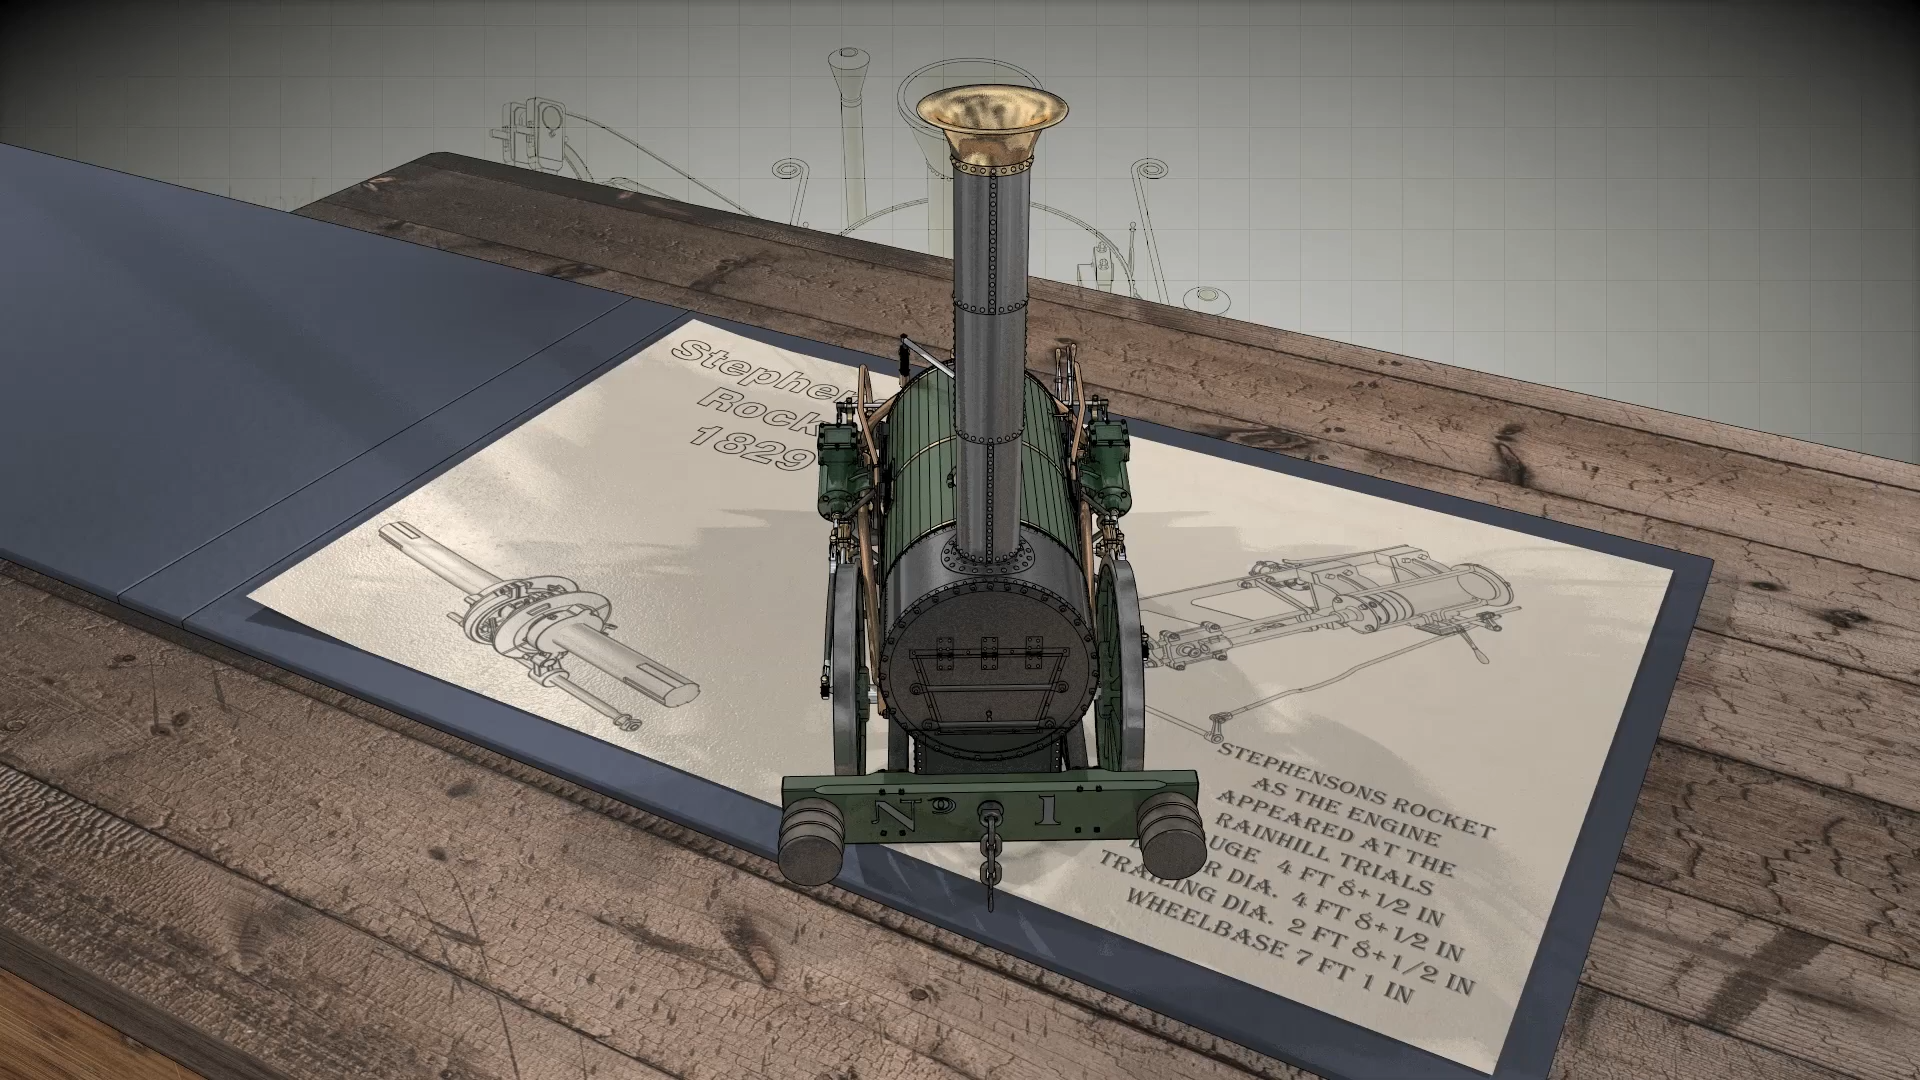 Stephen
Rock
1829
No 1
STEPHENSONS ROCKET
AS THE ENGINE
APPEARED AT THE
RAINHILL TRIALS
UGE 4 FT 8+1/2 IN
R DIA. 4 FT 8+1/2 IN
TRAILING DIA. 2 FT 8+1/2 IN
WHEELBASE 7 FT 1 IN